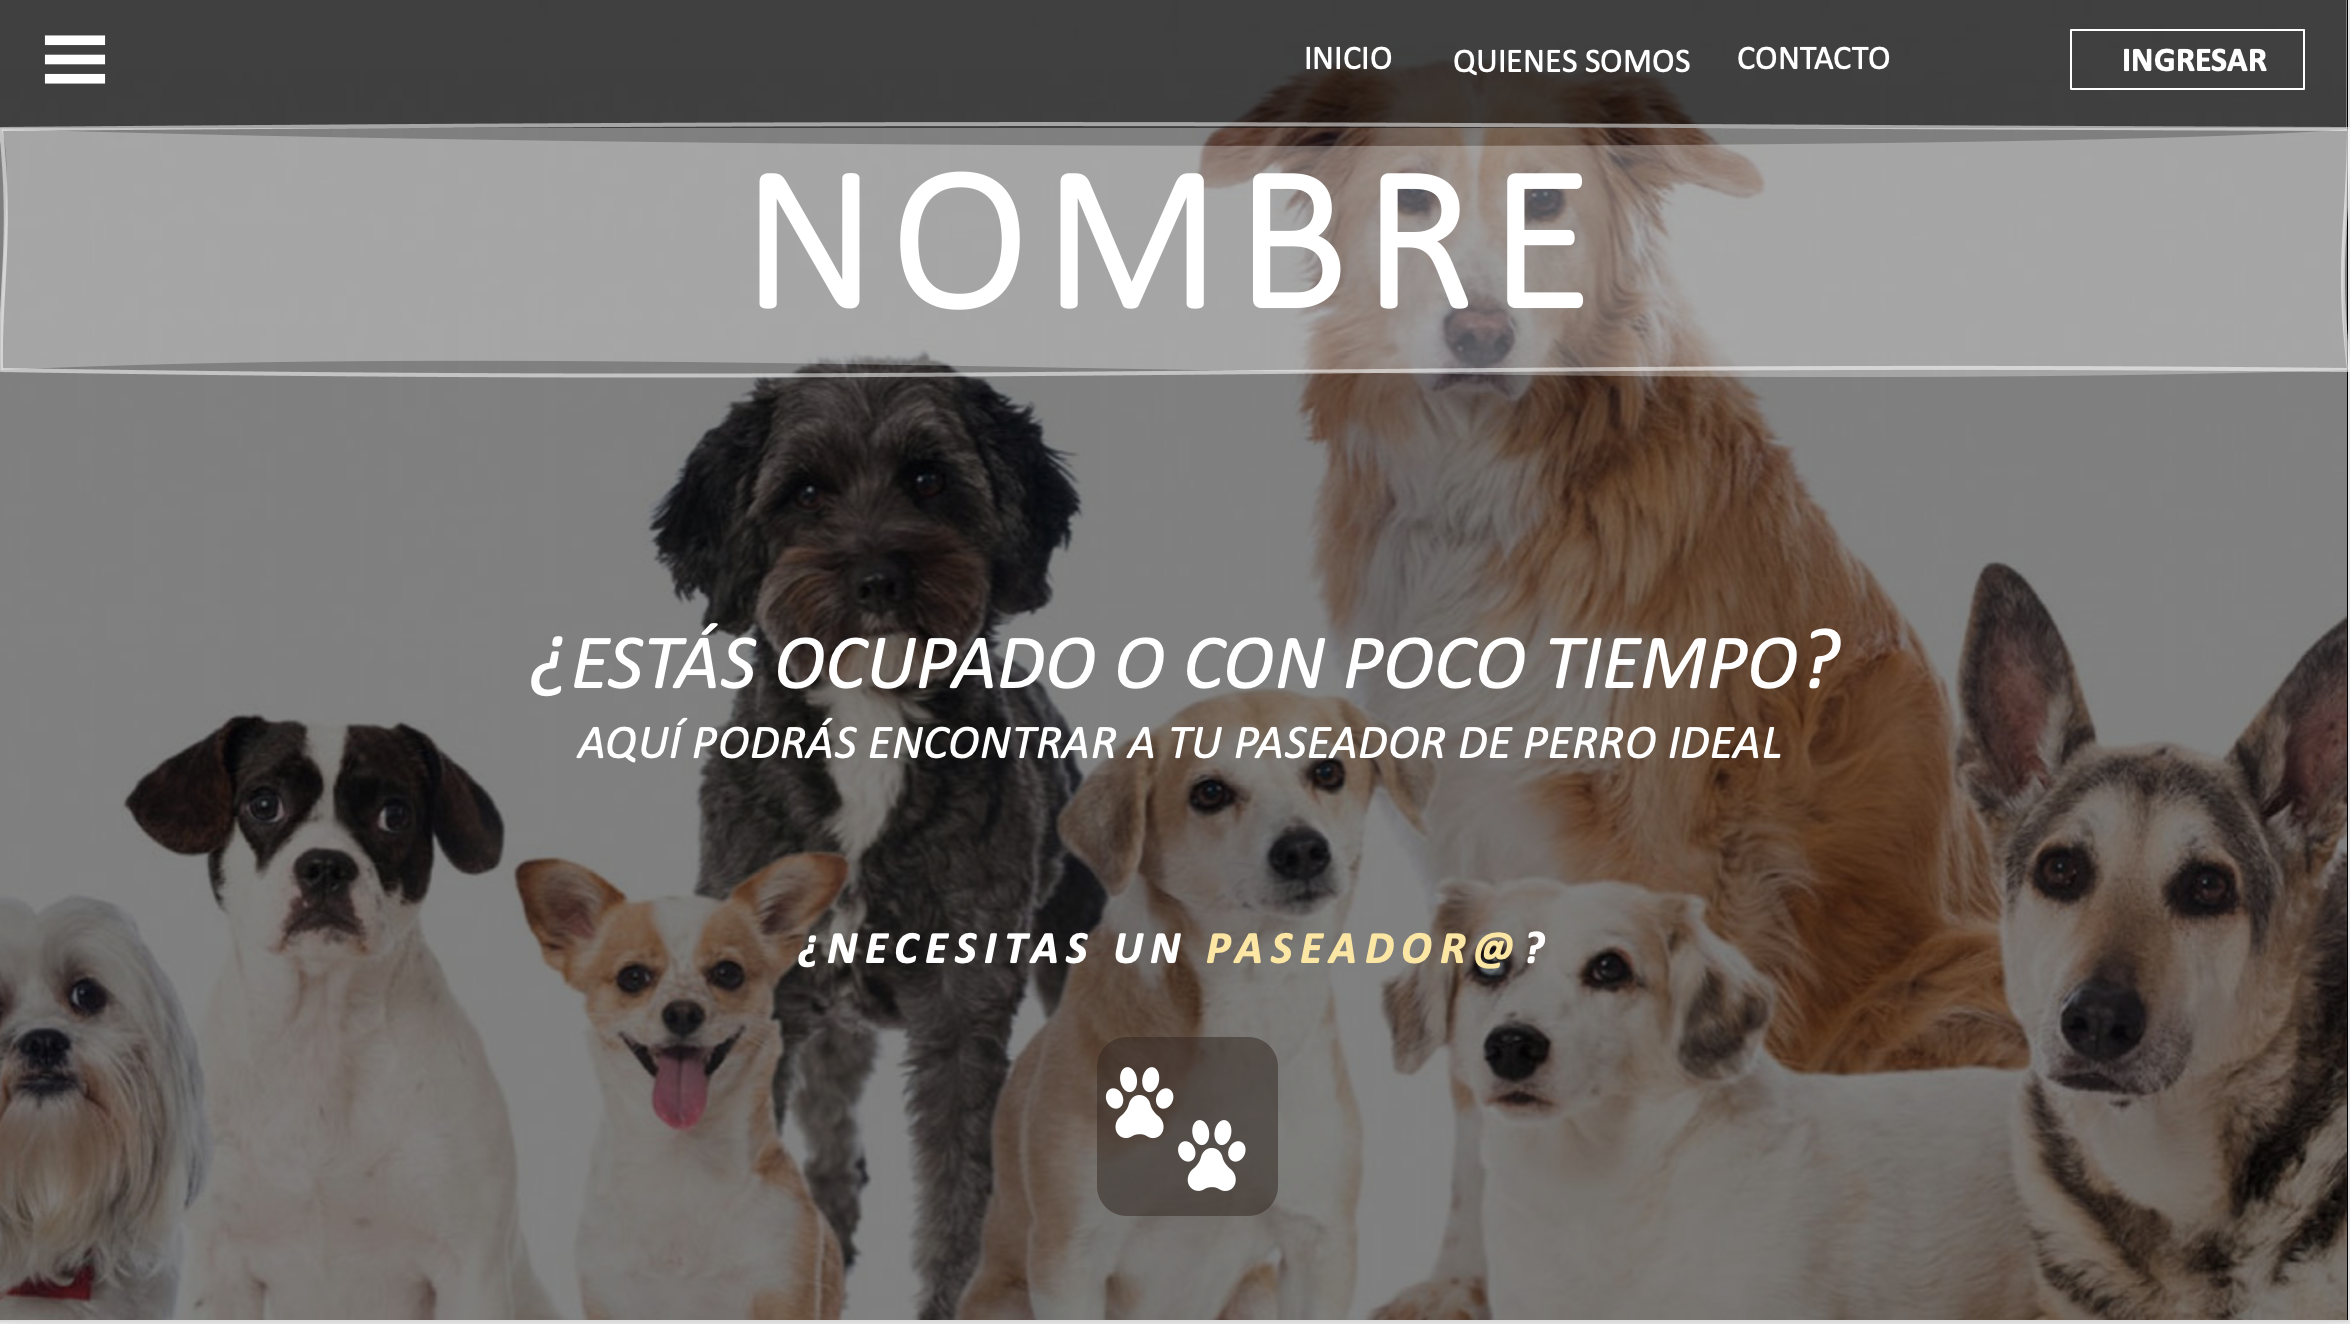 INICIO QUIENES SOMOS CONTACTO INGRESAR
NOMBRE
¿ESTÁS OCUPADO O CON POCO TIEMPO?
AQUÍ PODRÁS ENCONTRAR A TU PASEADOR DE PERRO IDEAL
¿NECESITAS UN PASEADOR@?